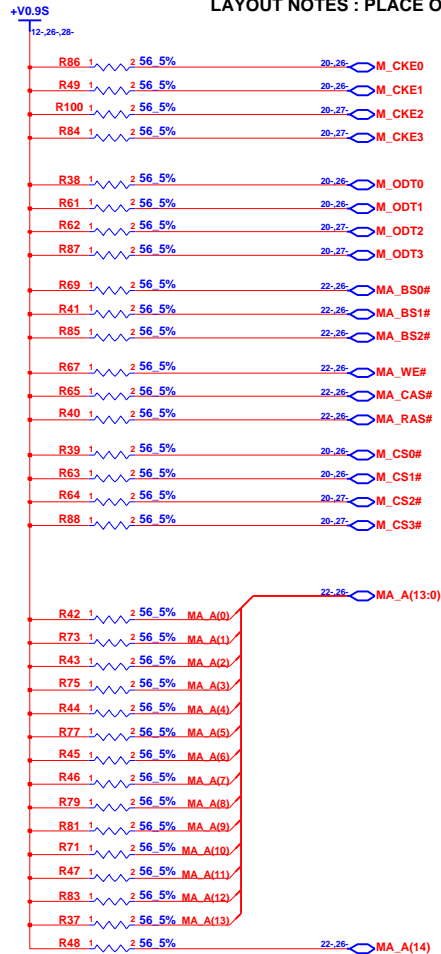 LAYOUT NOTES : PLACE O
+V0.9S
12-,26-,28-
R86 1 2 56_5% 20-,26- M_CKE0
R49 1 2 56_5% 20-,26- M_CKE1
R100 1 2 56_5% 20-,27- M_CKE2
R84 1 2 56_5% 20-,27- M_CKE3
R38 1 2 56_5% 20-,26- M_ODT0
R61 1 2 56_5% 20-,26- M_ODT1
R62 1 2 56_5% 20-,27- M_ODT2
R87 1 2 56_5% 20-,27- M_ODT3
R69 1 2 56_5% 22-,26- MA_BS0#
R41 1 2 56_5% 22-,26- MA_BS1#
R85 1 2 56_5% 22-,26- MA_BS2#
R67 1 2 56_5% 22-,26- MA_WE#
R65 1 2 56_5% 22-,26- MA_CAS#
R40 1 2 56_5% 22-,26- MA_RAS#
R39 1 2 56_5% 20-,26- M_CS0#
R63 1 2 56_5% 20-,26- M_CS1#
R64 1 2 56_5% 20-,27- M_CS2#
R88 1 2 56_5% 20-,27- M_CS3#
22-,26- MA_A(13:0)
R42 1 2 56_5% MA_A(0)
R73 1 2 56_5% MA_A(1)
R43 1 2 56_5% MA_A(2)
R75 1 2 56_5% MA_A(3)
R44 1 2 56_5% MA_A(4)
R77 1 2 56_5% MA_A(5)
R45 1 2 56_5% MA_A(6)
R46 1 2 56_5% MA_A(7)
R79 1 2 56_5% MA_A(8)
R81 1 2 56_5% MA_A(9)
R71 1 2 56_5% MA_A(10)
R47 1 2 56_5% MA_A(11)
R83 1 2 56_5% MA_A(12)
R37 1 2 56_5% MA_A(13)
R48 1 2 56_5% 22-,26- MA_A(14)